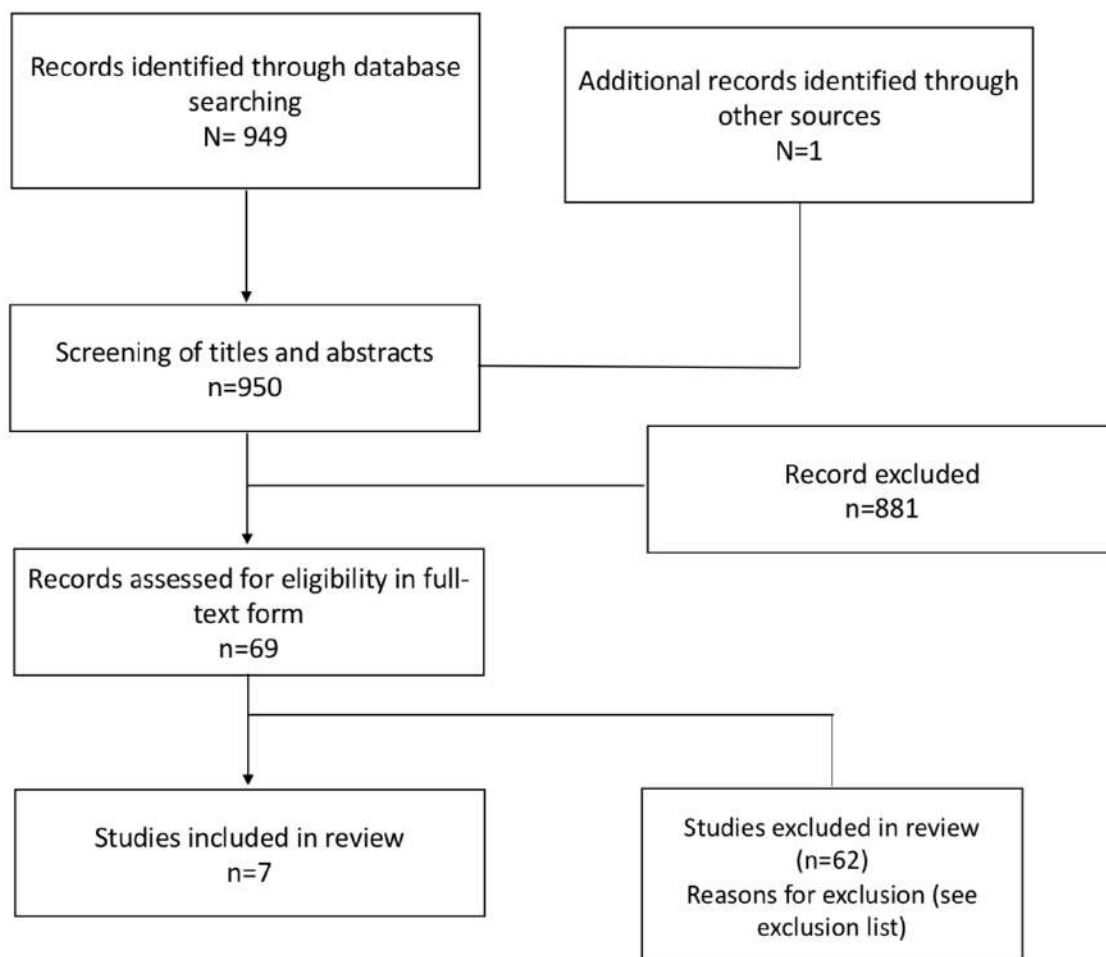 Records identified through database
searching
N= 949
Additional records identified through
other sources
N=1
Screening of titles and abstracts
n=950
Record excluded
n=881
Records assessed for eligibility in full-
text form
n=69
Studies included in review
n=7
Studies excluded in review
(n=62)
Reasons for exclusion (see
exclusion list)